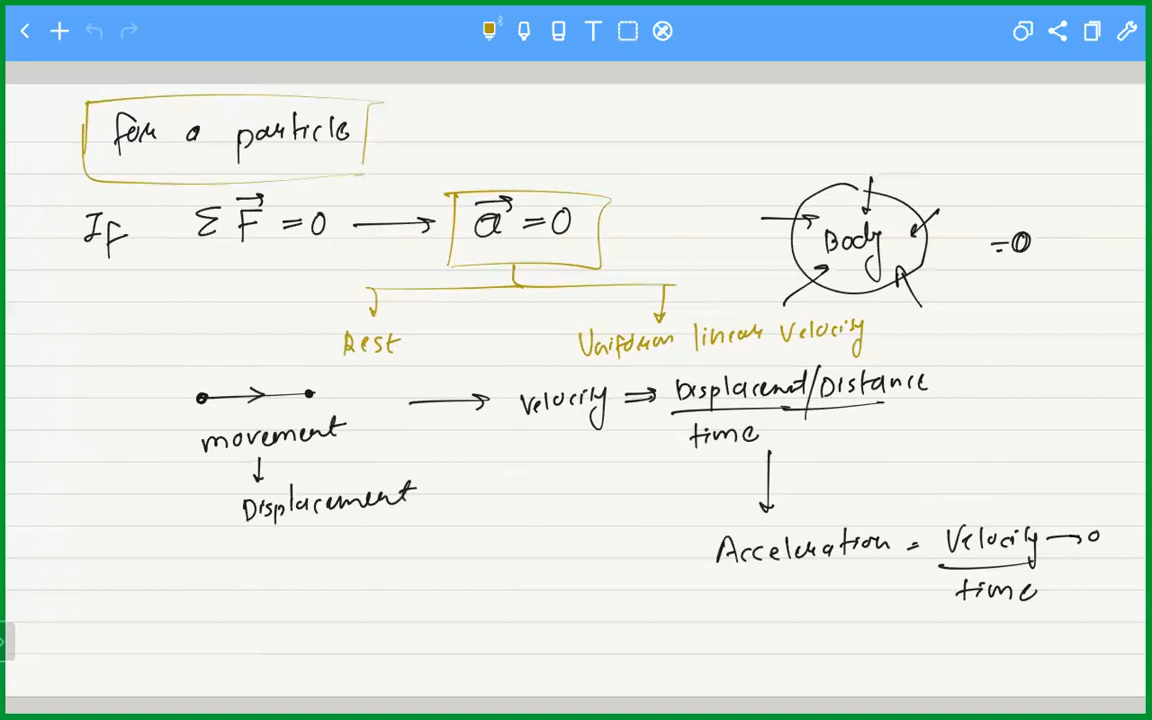 for a particle
If Σ F = 0 → a = 0
Body = 0
Rest
Uniform linear velocity
movement → velocity ⇒ Displacement/Distance
time
Displacement
Acceleration = Velocity → 0
time